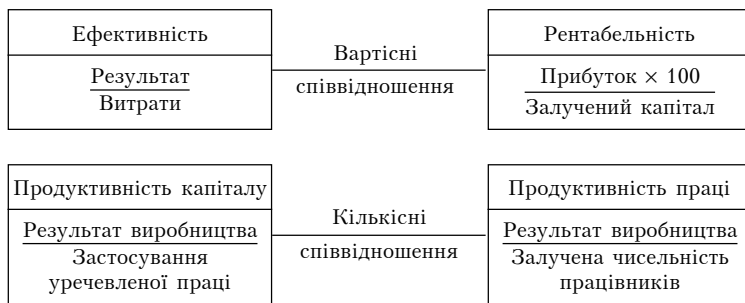 Ефективність
Результат
Витрати
Вартісні
співвідношення
Рентабельність
Прибуток × 100
Залучений капітал
Продуктивність капіталу
Результат виробництва
Застосування
уречевленої праці
Кількісні
співвідношення
Продуктивність праці
Результат виробництва
Залучена чисельність
працівників